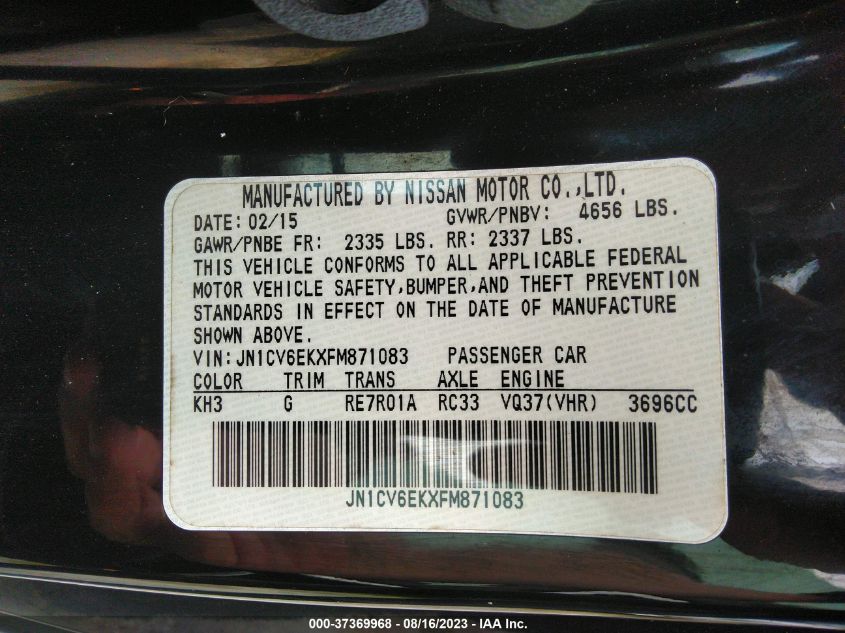 MANUFACTURED BY NISSAN MOTOR CO.,LTD.
DATE: 02/15 GVWR/PNBV: 4656 LBS.
GAWR/PNBE FR: 2335 LBS. RR: 2337 LBS.
THIS VEHICLE CONFORMS TO ALL APPLICABLE FEDERAL
MOTOR VEHICLE SAFETY,BUMPER,AND THEFT PREVENTION
STANDARDS IN EFFECT ON THE DATE OF MANUFACTURE
SHOWN ABOVE.
VIN: JN1CV6EKXFM871083 PASSENGER CAR
COLOR TRIM TRANS AXLE ENGINE
KH3 G RE7R01A RC33 VQ37(VHR) 3696CC
JN1CV6EKXFM871083
000-37369968 - 08/16/2023 - IAA Inc.